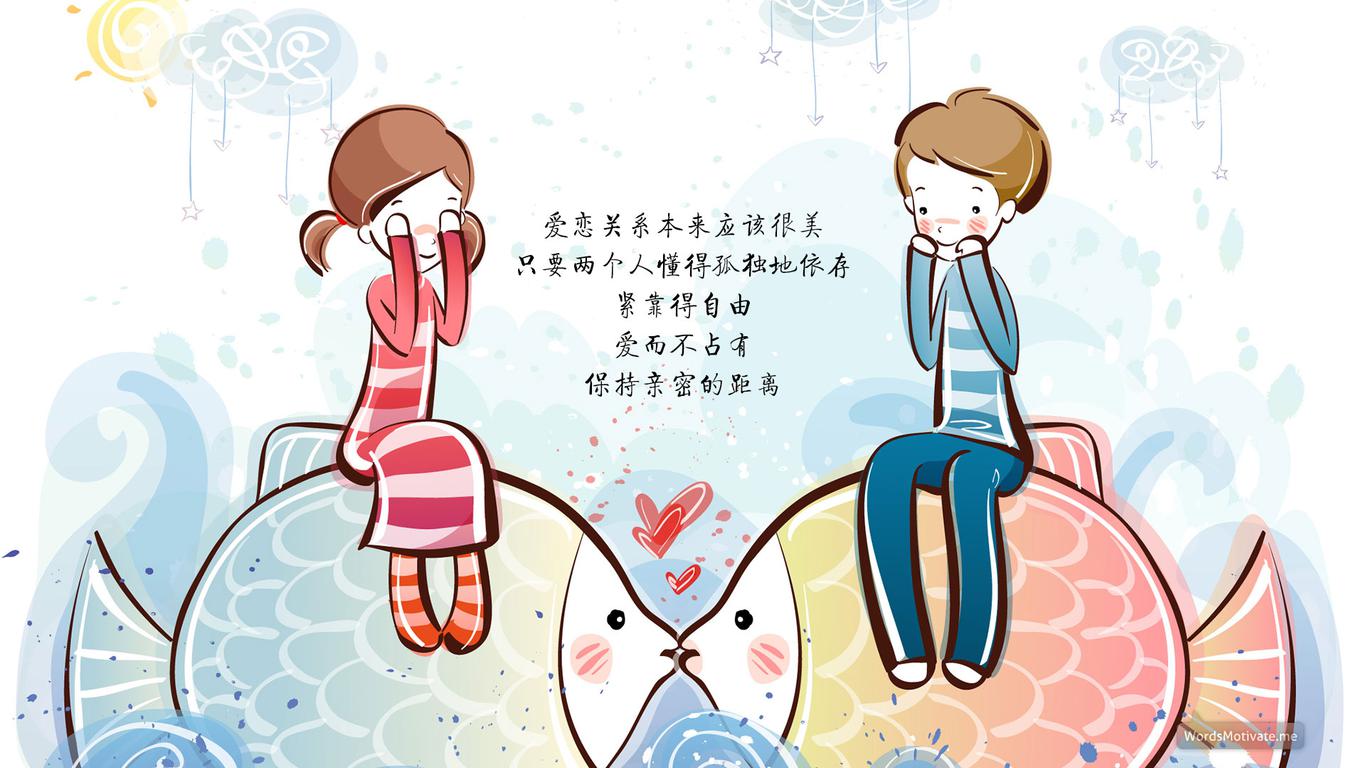 爱恋关系本来应该很美
只要两个人懂得孤独地依存
紧靠得自由
爱而不占有
保持亲密的距离
WordsMotivate.me